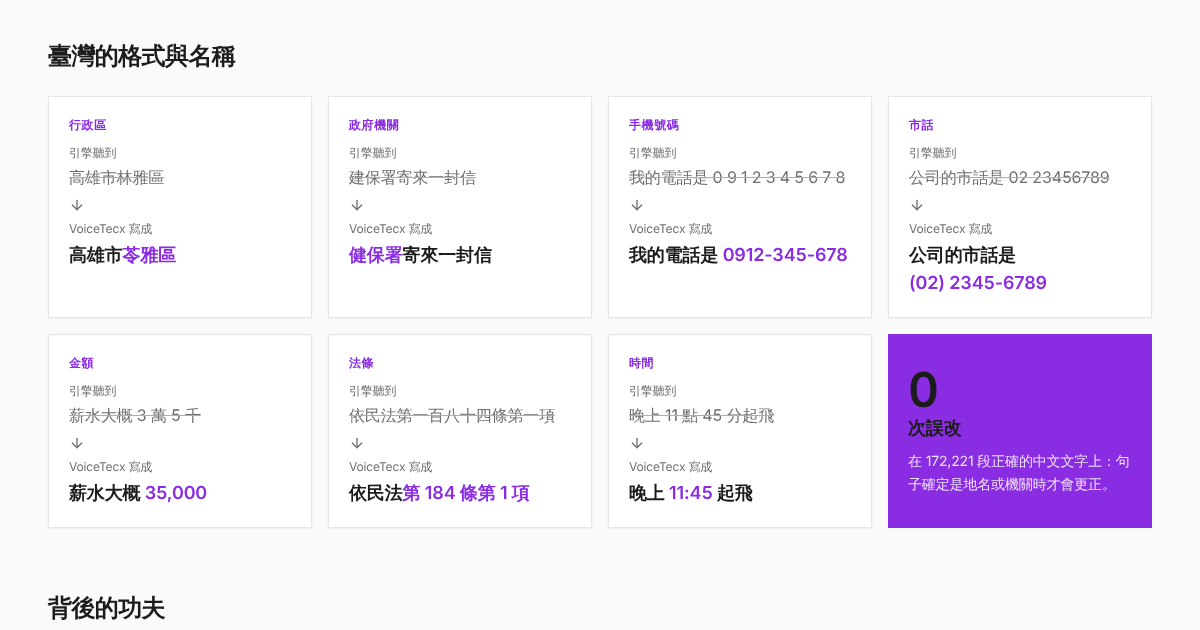 臺灣的格式與名稱
行政區
引擎聽到
高雄市林雅區
↓
VoiceTecx 寫成
高雄市苓雅區
政府機關
引擎聽到
建保署寄來一封信
↓
VoiceTecx 寫成
健保署寄來一封信
手機號碼
引擎聽到
我的電話是 0 9 1 2 3 4 5 6 7 8
↓
VoiceTecx 寫成
我的電話是 0912-345-678
市話
引擎聽到
公司的市話是 02 23456789
↓
VoiceTecx 寫成
公司的市話是
(02) 2345-6789
金額
引擎聽到
薪水大概 3 萬 5 千
↓
VoiceTecx 寫成
薪水大概 35,000
法條
引擎聽到
依民法第一百八十四條第一項
↓
VoiceTecx 寫成
依民法第 184 條第 1 項
時間
引擎聽到
晚上 11 點 45 分起飛
↓
VoiceTecx 寫成
晚上 11:45 起飛
0
次誤改
在 172,221 段正確的中文文字上：句
子確定是地名或機關時才會更正。
背後的功夫